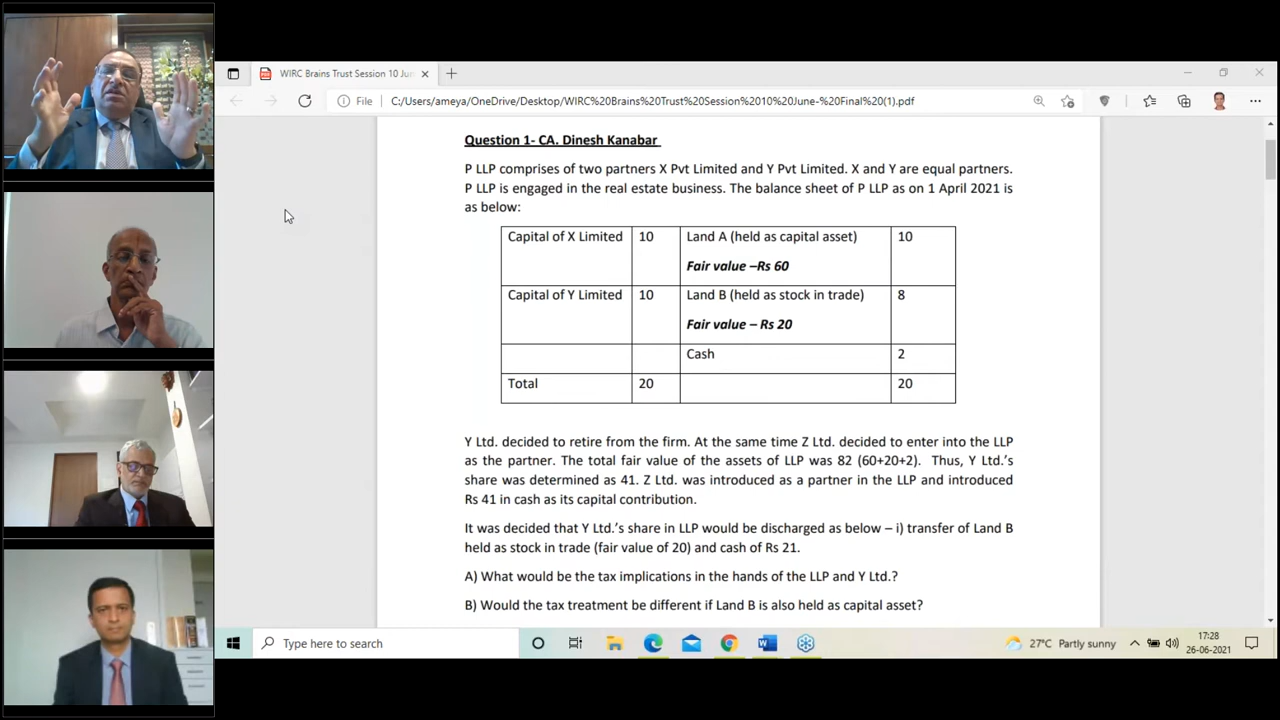 WIRC Brains Trust Session 10 Jun
File
C:/Users/ameya/OneDrive/Desktop/WIRC%20Brains%20Trust%20Session%2010%20June-%20Final%20(1).pdf
Question 1- CA. Dinesh Kanabar
P LLP comprises of two partners X Pvt Limited and Y Pvt Limited. X and Y are equal partners.
P LLP is engaged in the real estate business. The balance sheet of P LLP as on 1 April 2021 is
as below:
Capital of X Limited 10 Land A (held as capital asset) 10
Fair value –Rs 60
Capital of Y Limited 10 Land B (held as stock in trade) 8
Fair value – Rs 20
Cash 2
Total 20 20
Y Ltd. decided to retire from the firm. At the same time Z Ltd. decided to enter into the LLP
as the partner. The total fair value of the assets of LLP was 82 (60+20+2). Thus, Y Ltd.'s
share was determined as 41. Z Ltd. was introduced as a partner in the LLP and introduced
Rs 41 in cash as its capital contribution.
It was decided that Y Ltd.'s share in LLP would be discharged as below – i) transfer of Land B
held as stock in trade (fair value of 20) and cash of Rs 21.
A) What would be the tax implications in the hands of the LLP and Y Ltd.?
B) Would the tax treatment be different if Land B is also held as capital asset?
Type here to search
27°C Partly sunny
17:28
26-06-2021